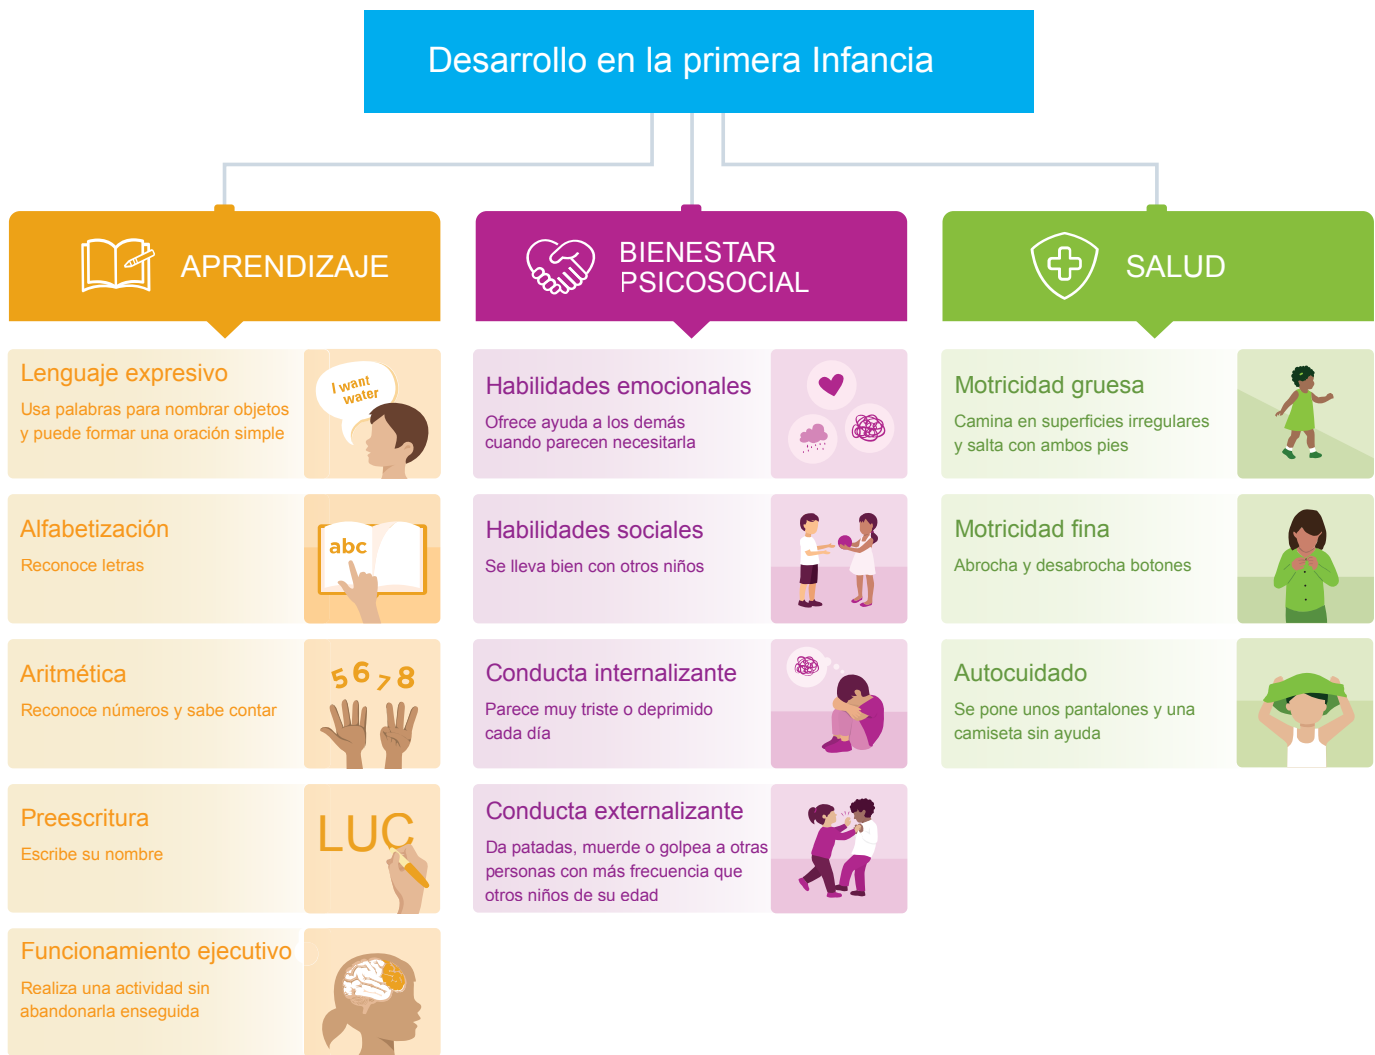 Desarrollo en la primera Infancia
APRENDIZAJE
Lenguaje expresivo
Usa palabras para nombrar objetos
y puede formar una oración simple
I want
water
Alfabetización
Reconoce letras
abc
Aritmética
Reconoce números y sabe contar
5 6 7 8
Preescritura
Escribe su nombre
LUC
Funcionamiento ejecutivo
Realiza una actividad sin
abandonarla enseguida
BIENESTAR
PSICOSOCIAL
Habilidades emocionales
Ofrece ayuda a los demás
cuando parecen necesitarla
Habilidades sociales
Se lleva bien con otros niños
Conducta internalizante
Parece muy triste o deprimido
cada día
Conducta externalizante
Da patadas, muerde o golpea a otras
personas con más frecuencia que
otros niños de su edad
SALUD
Motricidad gruesa
Camina en superficies irregulares
y salta con ambos pies
Motricidad fina
Abrocha y desabrocha botones
Autocuidado
Se pone unos pantalones y una
camiseta sin ayuda